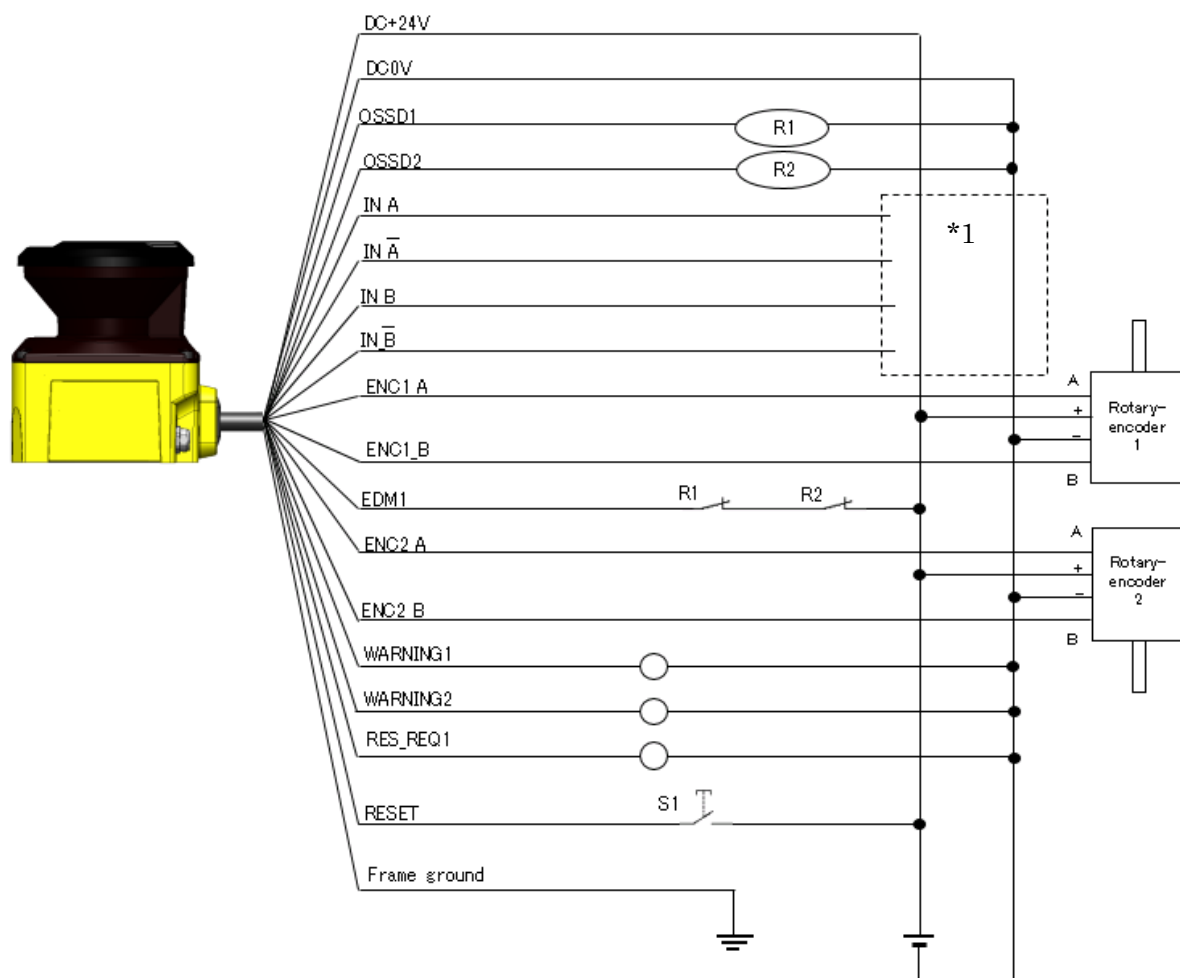 DC+24V
DC0V
OSSD1
R1
OSSD2
R2
IN A
*1
IN A̅
IN B
IN_B̅
ENC1 A
A
+
Rotary-
encoder
1
−
ENC1_B
B
EDM1
R1
R2
ENC2 A
A
+
Rotary-
encoder
2
−
ENC2 B
B
WARNING1
WARNING2
RES_REQ1
RESET
S1
Frame ground